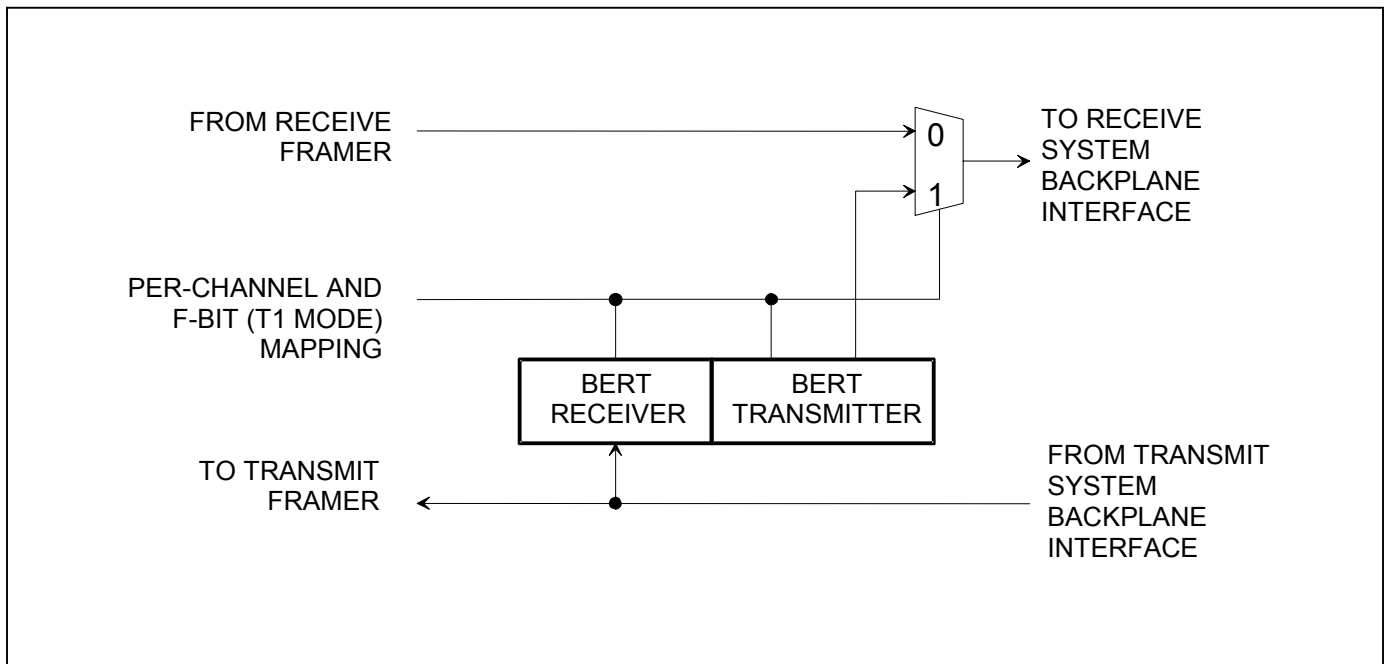 FROM RECEIVE
FRAMER
0
TO RECEIVE
SYSTEM
BACKPLANE
INTERFACE
1
PER-CHANNEL AND
F-BIT (T1 MODE)
MAPPING
BERT
RECEIVER
BERT
TRANSMITTER
TO TRANSMIT
FRAMER
FROM TRANSMIT
SYSTEM
BACKPLANE
INTERFACE